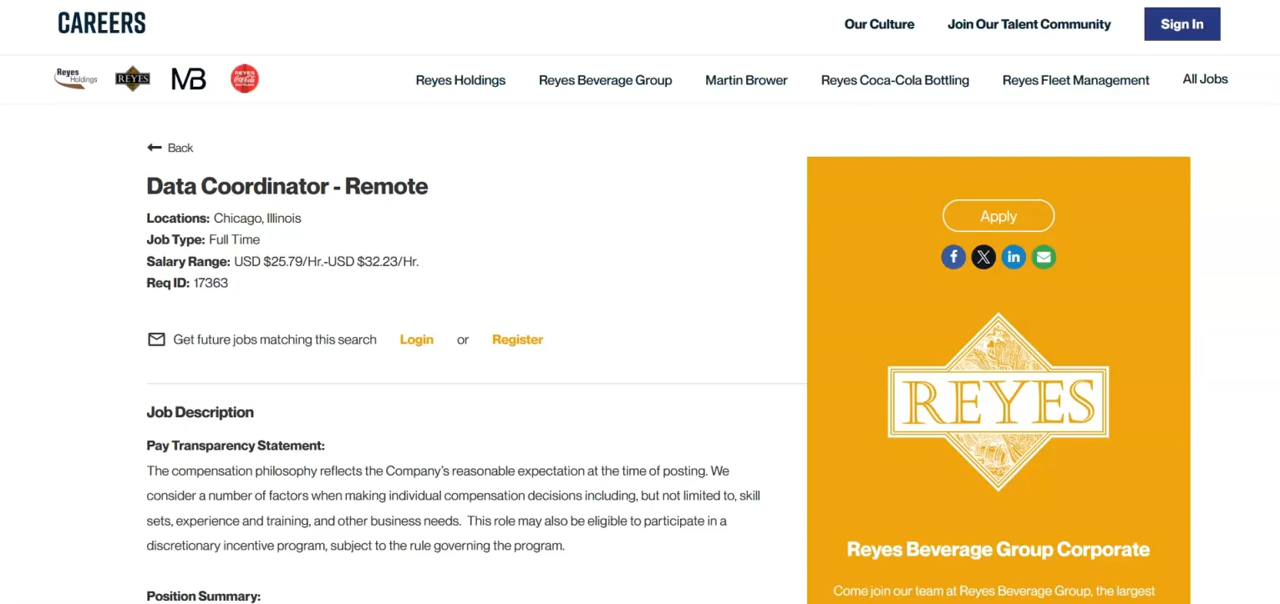 CAREERS
Our Culture
Join Our Talent Community
Sign In
Reyes Holdings
REYES
MB
REYES
Coca-Cola
Reyes Holdings
Reyes Beverage Group
Martin Brower
Reyes Coca-Cola Bottling
Reyes Fleet Management
All Jobs
Back
Data Coordinator - Remote
Locations: Chicago, Illinois
Job Type: Full Time
Salary Range: USD $25.79/Hr.-USD $32.23/Hr.
Req ID: 17363
Get future jobs matching this search Login or Register
Job Description
Pay Transparency Statement:
The compensation philosophy reflects the Company's reasonable expectation at the time of posting. We
consider a number of factors when making individual compensation decisions including, but not limited to, skill
sets, experience and training, and other business needs. This role may also be eligible to participate in a
discretionary incentive program, subject to the rule governing the program.
Position Summary:
Apply
f X in
REYES
Reyes Beverage Group Corporate
Come join our team at Reyes Beverage Group, the largest